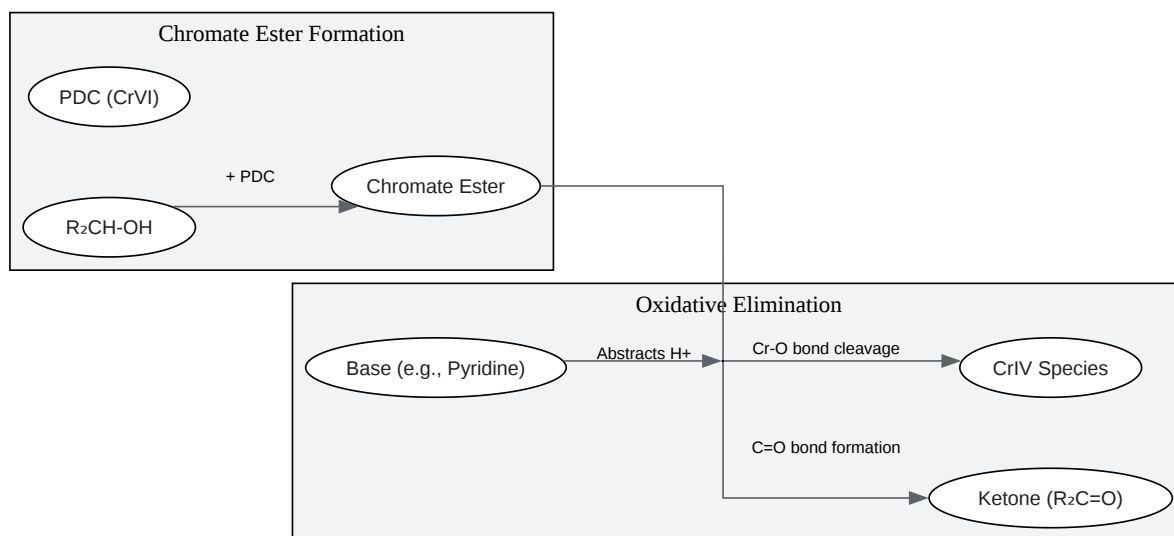 Chromate Ester Formation
PDC (CrVI)
+ PDC
Chromate Ester
R₂CH-OH
Oxidative Elimination
Base (e.g., Pyridine)
Abstracts H+
Cr-O bond cleavage
CrIV Species
C=O bond formation
Ketone (R₂C=O)